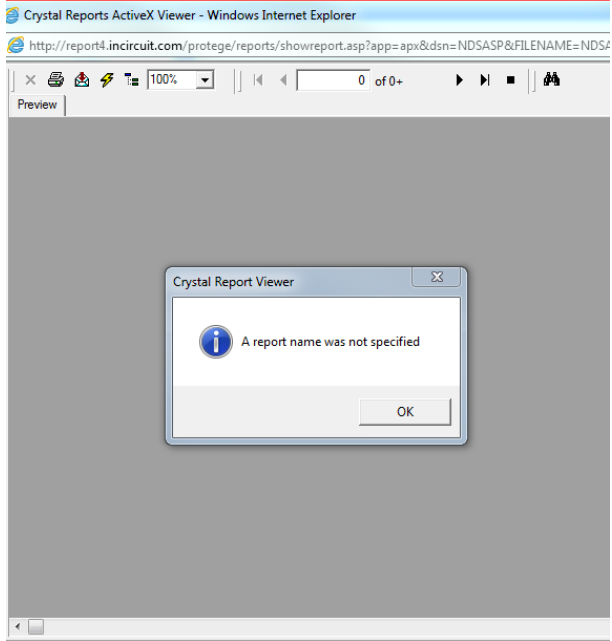 Crystal Reports ActiveX Viewer - Windows Internet Explorer
http://report4.incircuit.com/protege/reports/showreport.asp?app=apx&dsn=NDSASP&FILENAME=NDSA
100% 0 of 0+
Preview
Crystal Report Viewer
A report name was not specified
OK